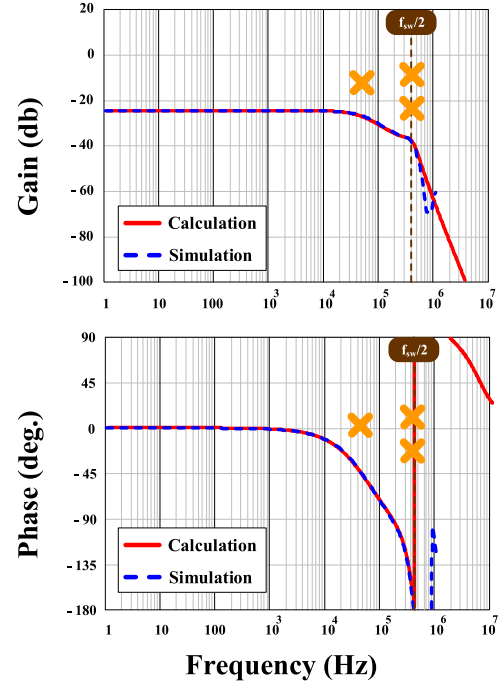 f_sw/2
20
0
-20
-40
-60
-80
-100
Gain (db)
Calculation
Simulation
1 10 100 10^3 10^4 10^5 10^6 10^7
f_sw/2
90
45
0
-45
-90
-135
-180
Phase (deg.)
Calculation
Simulation
1 10 100 10^3 10^4 10^5 10^6 10^7
Frequency (Hz)